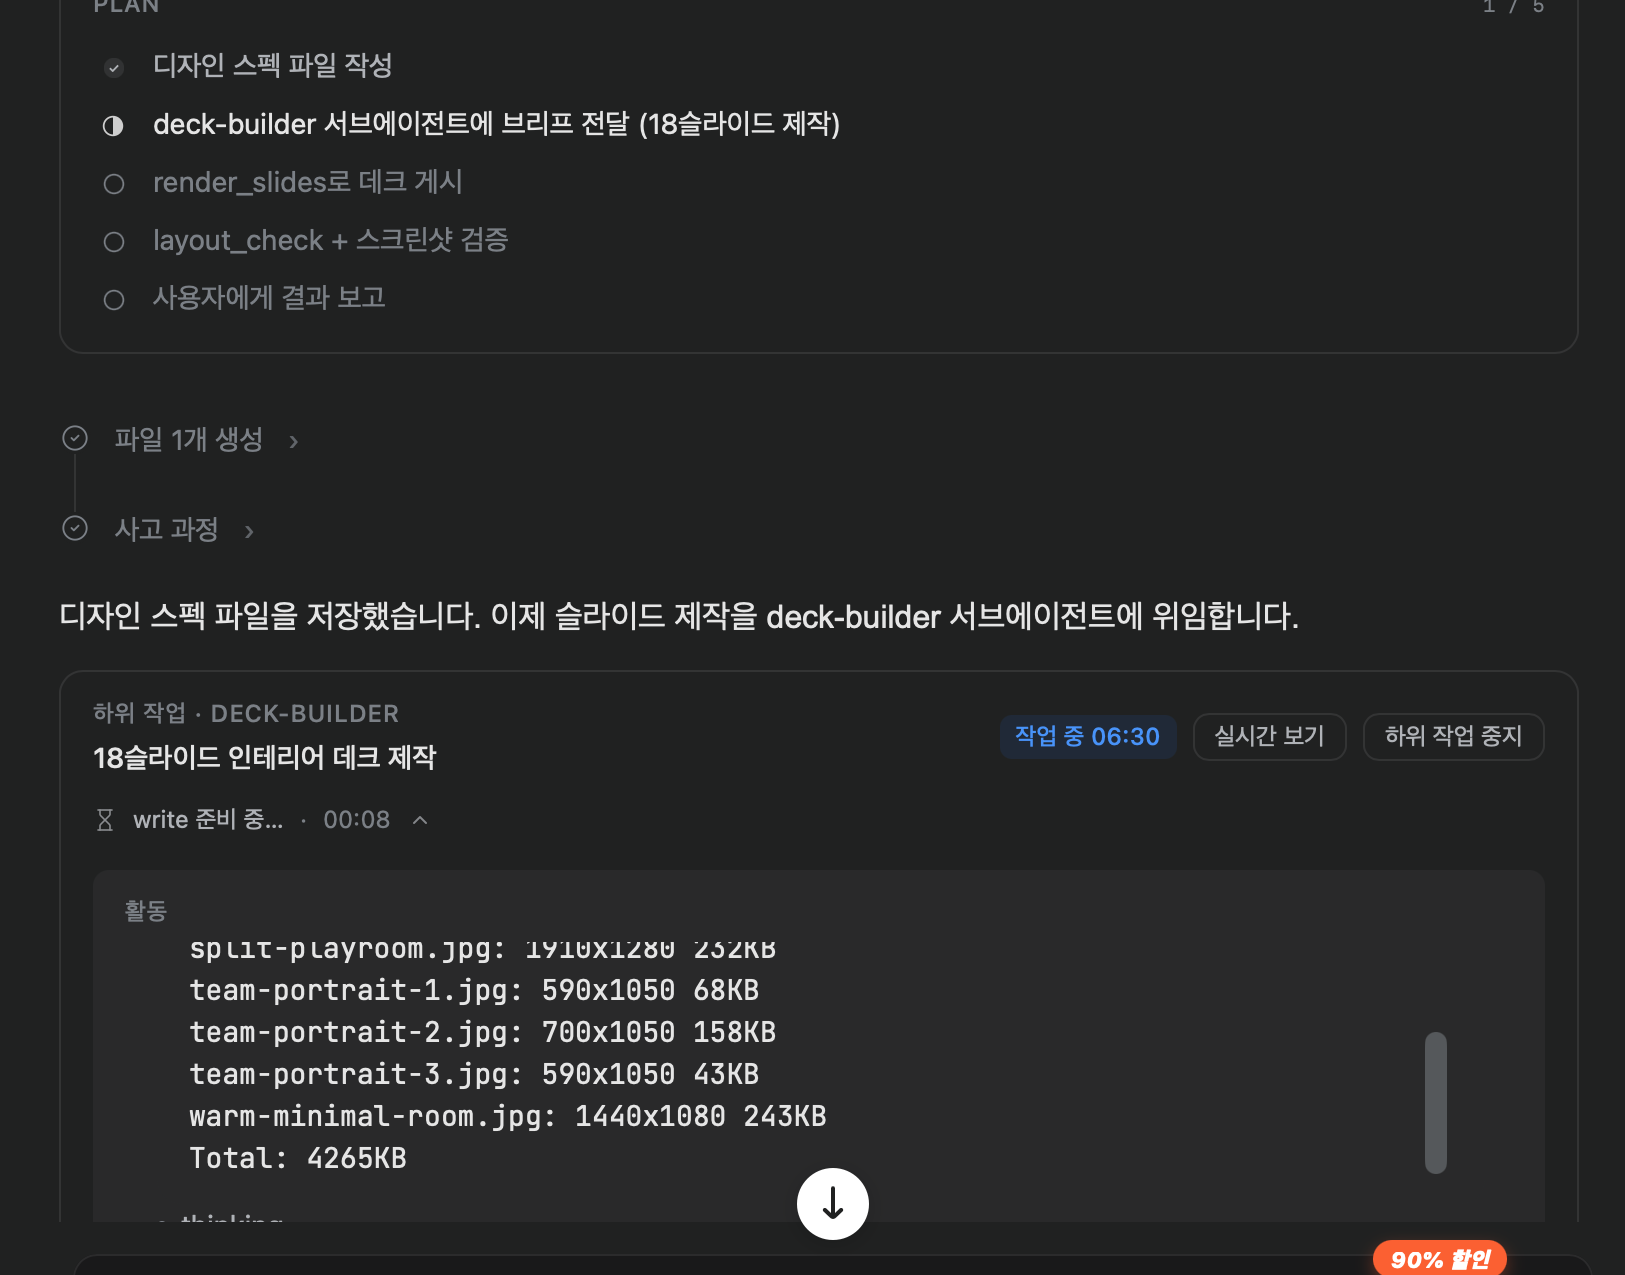 PLAN
1 / 5
디자인 스펙 파일 작성
deck-builder 서브에이전트에 브리프 전달 (18슬라이드 제작)
render_slides로 데크 게시
layout_check + 스크린샷 검증
사용자에게 결과 보고
파일 1개 생성
사고 과정
디자인 스펙 파일을 저장했습니다. 이제 슬라이드 제작을 deck-builder 서브에이전트에 위임합니다.
하위 작업 · DECK-BUILDER
18슬라이드 인테리어 데크 제작
작업 중 06:30
실시간 보기
하위 작업 중지
write 준비 중... · 00:08
활동
split-playroom.jpg: 1910x1280 232KB
team-portrait-1.jpg: 590x1050 68KB
team-portrait-2.jpg: 700x1050 158KB
team-portrait-3.jpg: 590x1050 43KB
warm-minimal-room.jpg: 1440x1080 243KB
Total: 4265KB
thinking
90% 할인